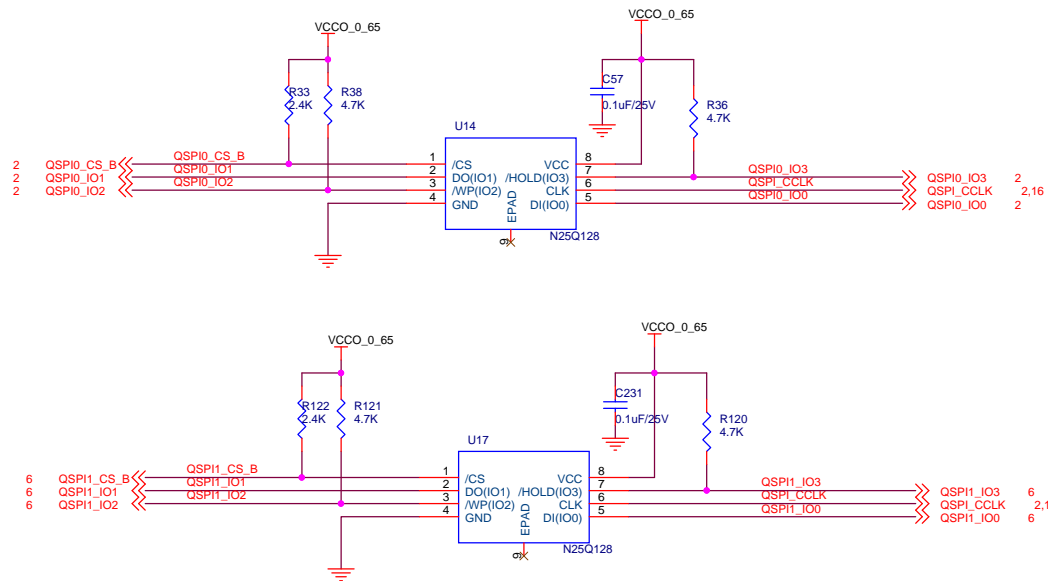 VCCO_0_65
VCCO_0_65
R33
2.4K
R38
4.7K
C57
0.1uF/25V
R36
4.7K
U14
2 QSPI0_CS_B QSPI0_CS_B 1 /CS VCC 8
2 QSPI0_IO1 QSPI0_IO1 2 DO(IO1) /HOLD(IO3) 7 QSPI0_IO3 QSPI0_IO3 2
2 QSPI0_IO2 QSPI0_IO2 3 /WP(IO2) CLK 6 QSPI_CCLK QSPI_CCLK 2,16
4 GND DI(IO0) 5 QSPI0_IO0 QSPI0_IO0 2
EPAD
9
N25Q128
VCCO_0_65
VCCO_0_65
R122
2.4K
R121
4.7K
C231
0.1uF/25V
R120
4.7K
U17
6 QSPI1_CS_B QSPI1_CS_B 1 /CS VCC 8
6 QSPI1_IO1 QSPI1_IO1 2 DO(IO1) /HOLD(IO3) 7 QSPI1_IO3 QSPI1_IO3 6
6 QSPI1_IO2 QSPI1_IO2 3 /WP(IO2) CLK 6 QSPI_CCLK QSPI_CCLK 2,1
4 GND DI(IO0) 5 QSPI1_IO0 QSPI1_IO0 6
EPAD
9
N25Q128